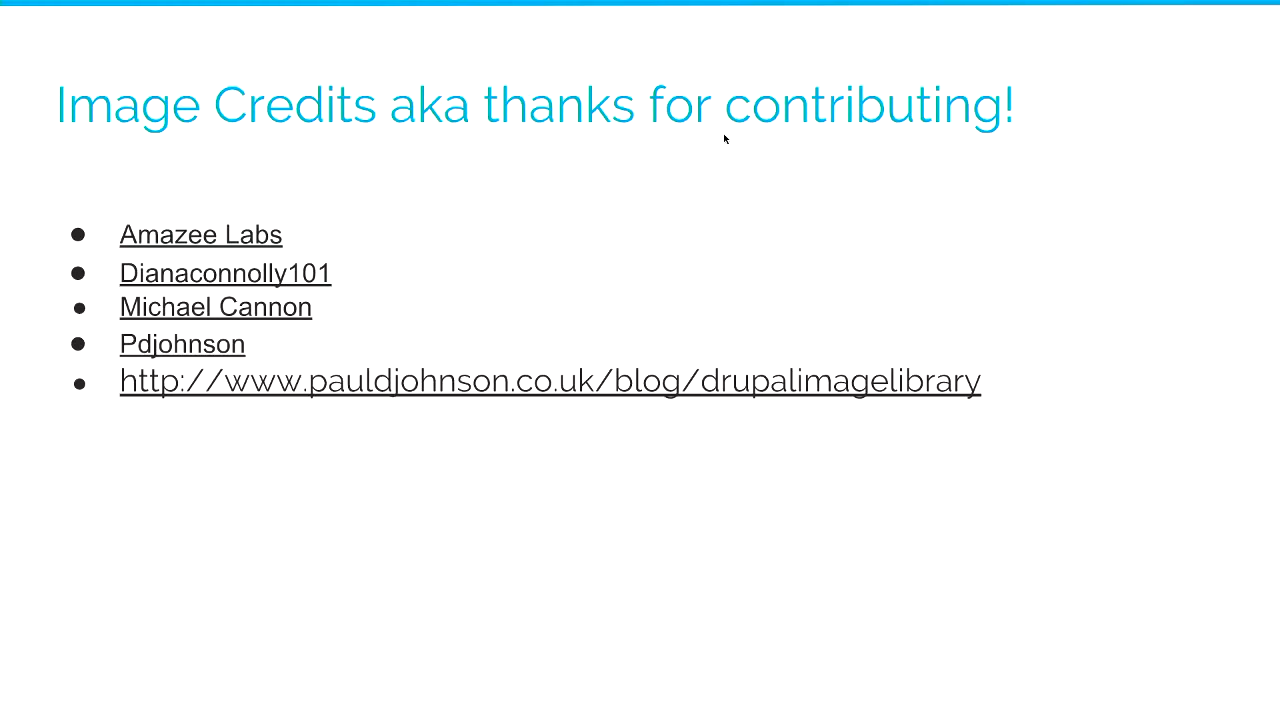 Image Credits aka thanks for contributing!
● Amazee Labs
● Dianaconnolly101
● Michael Cannon
● Pdjohnson
● http://www.pauldjohnson.co.uk/blog/drupalimagelibrary